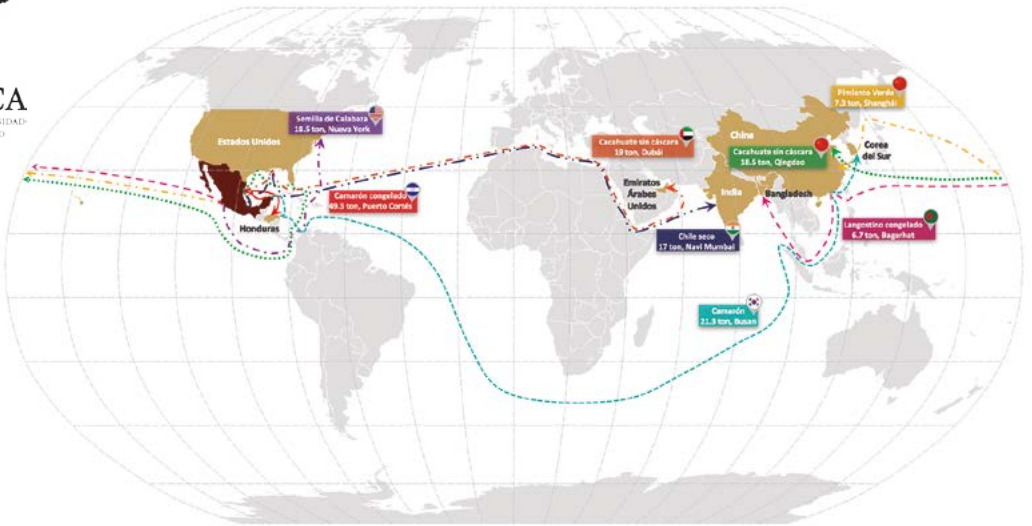 CA
Pimiento Verde
7.3 ton, Shanghái
Semilla de Calabaza
18.5 ton, Nueva York
Estados Unidos
Cacahuate sin cáscara
19 ton, Dubái
China
Cacahuate sin cáscara
18.5 ton, Qingdao
Corea
del Sur
Camarón congelado
49.5 ton, Puerto Cortés
Emiratos
Árabes
Unidos
India
Bangladesh
Honduras
Langostino congelado
6.7 ton, Bagerhat
Chile seco
17 ton, Navi Mumbai
Camarón
21.9 ton, Busan